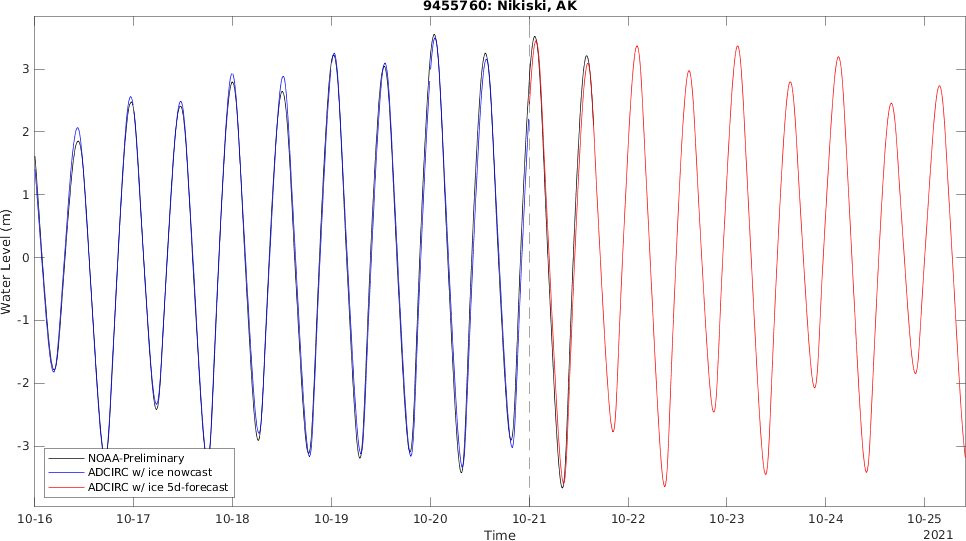 9455760: Nikiski, AK
Water Level (m)
3
2
1
0
-1
-2
-3
NOAA-Preliminary
ADCIRC w/ ice nowcast
ADCIRC w/ ice 5d-forecast
10-16 10-17 10-18 10-19 10-20 10-21 10-22 10-23 10-24 10-25
Time
2021